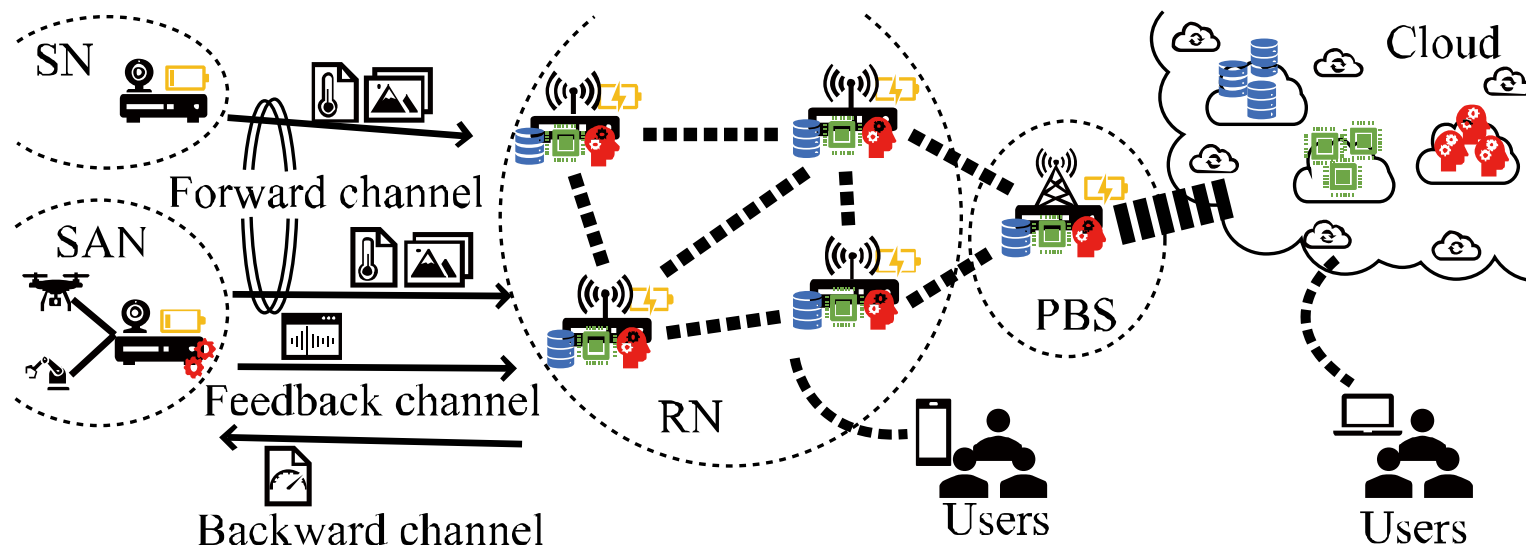 SN
Cloud
Forward channel
SAN
PBS
Feedback channel
RN
Backward channel
Users
Users